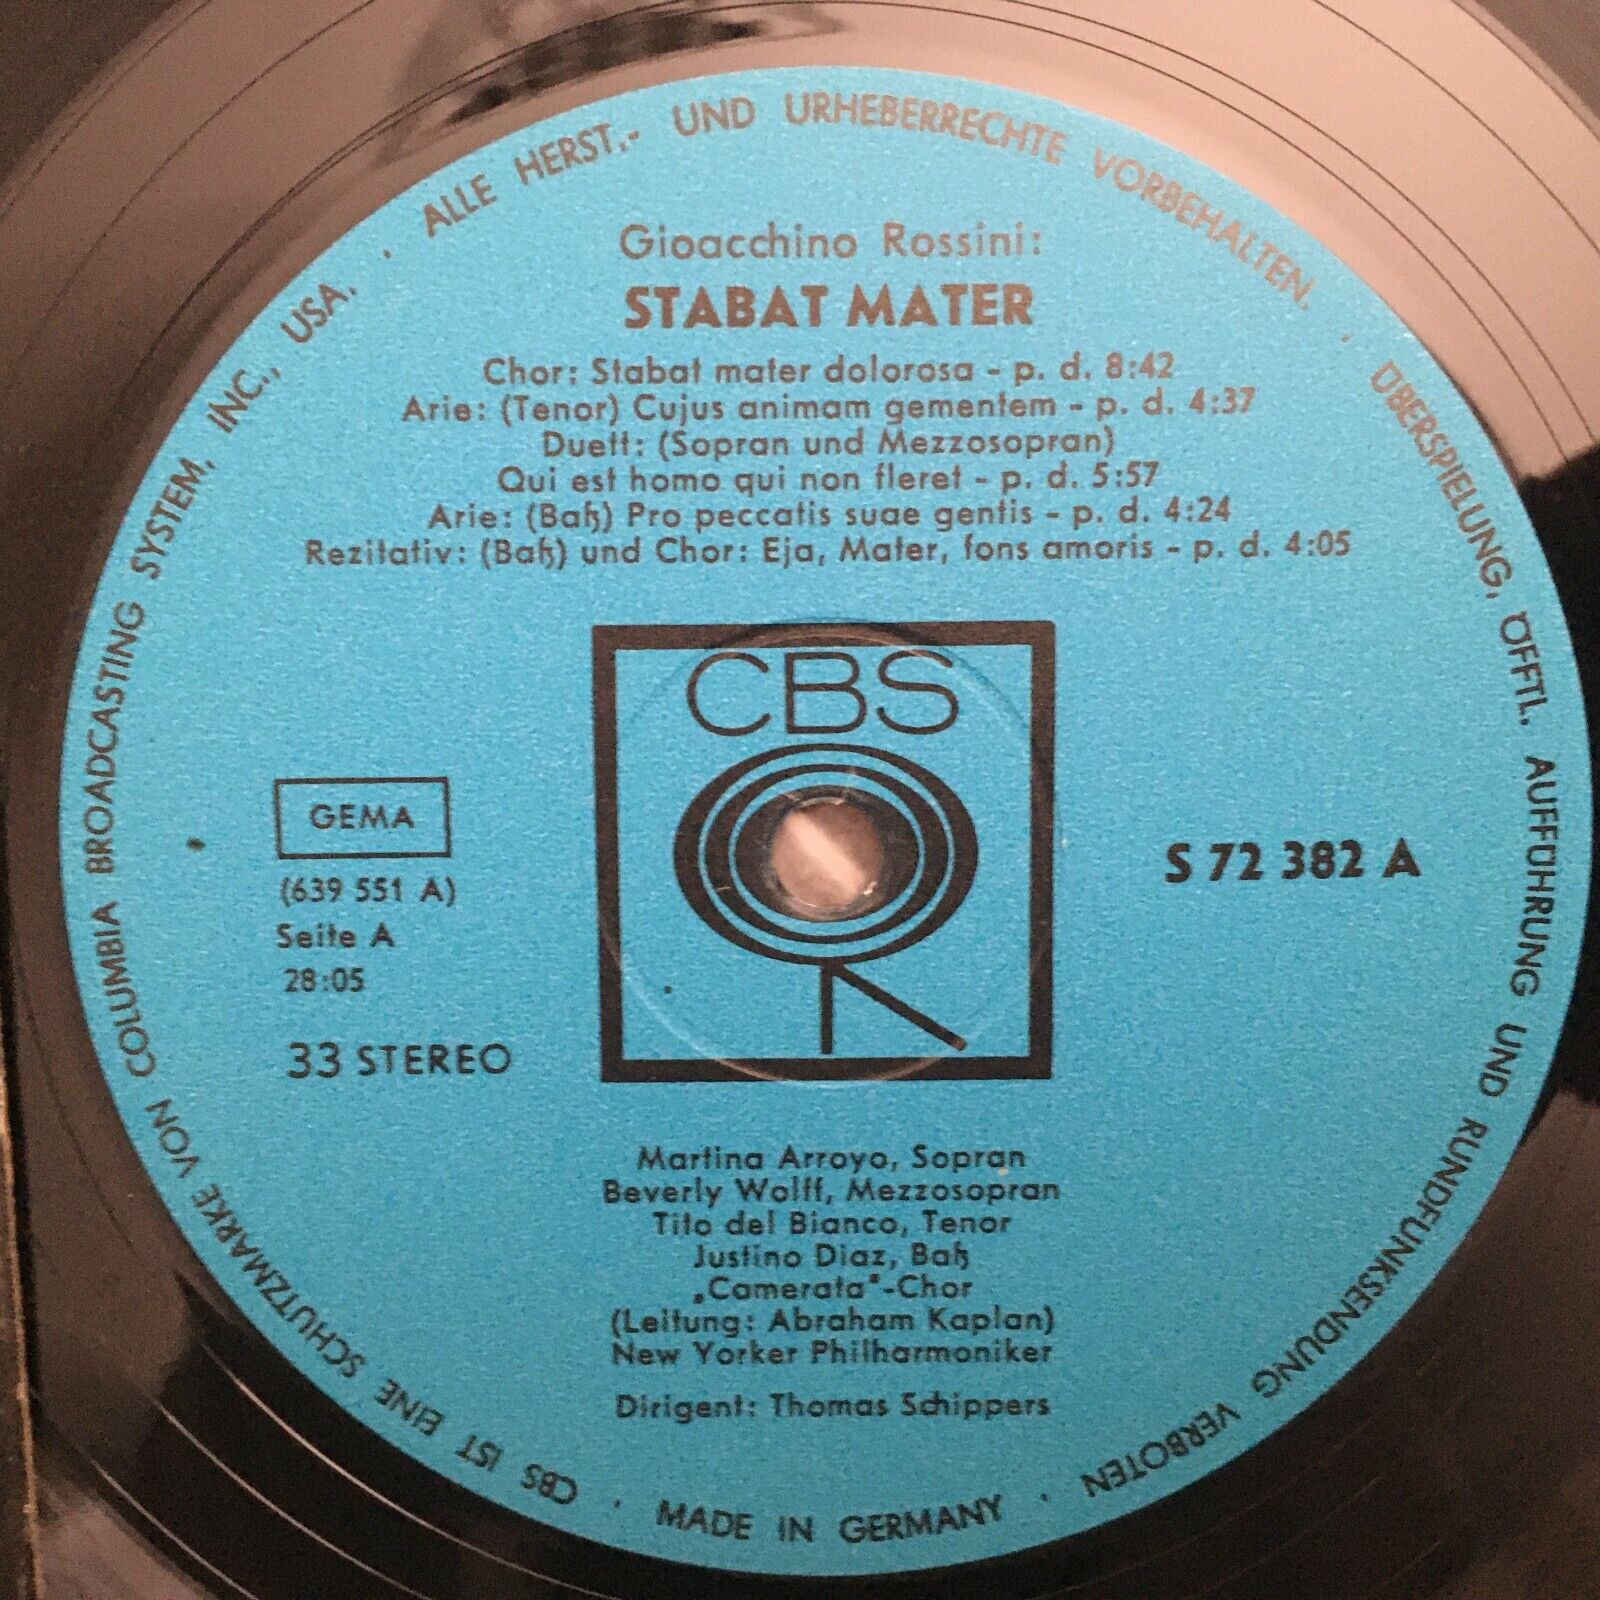 ALLE HERST.- UND URHEBERRECHTE VORBEHALTEN. · ÜBERSPIELUNG, ÖFFTL. AUFFÜHRUNG UND RUNDFUNKSENDUNG VERBOTEN · MADE IN GERMANY · CBS IST EINE SCHUTZMARKE VON COLUMBIA BROADCASTING SYSTEM, INC., USA. ·
Gioacchino Rossini:
STABAT MATER
Chor: Stabat mater dolorosa - p. d. 8:42
Arie: (Tenor) Cujus animam gementem - p. d. 4:37
Duett: (Sopran und Mezzosopran)
Qui est homo qui non fleret - p. d. 5:57
Arie: (Baß) Pro peccatis suae gentis - p. d. 4:24
Rezitativ: (Baß) und Chor: Eja, Mater, fons amoris - p. d. 4:05
CBS
GEMA
(639 551 A)
Seite A
28:05
33 STEREO
S 72 382 A
Martina Arroyo, Sopran
Beverly Wolff, Mezzosopran
Tito del Bianco, Tenor
Justino Diaz, Baß
„Camerata"-Chor
(Leitung: Abraham Kaplan)
New Yorker Philharmoniker
Dirigent: Thomas Schippers